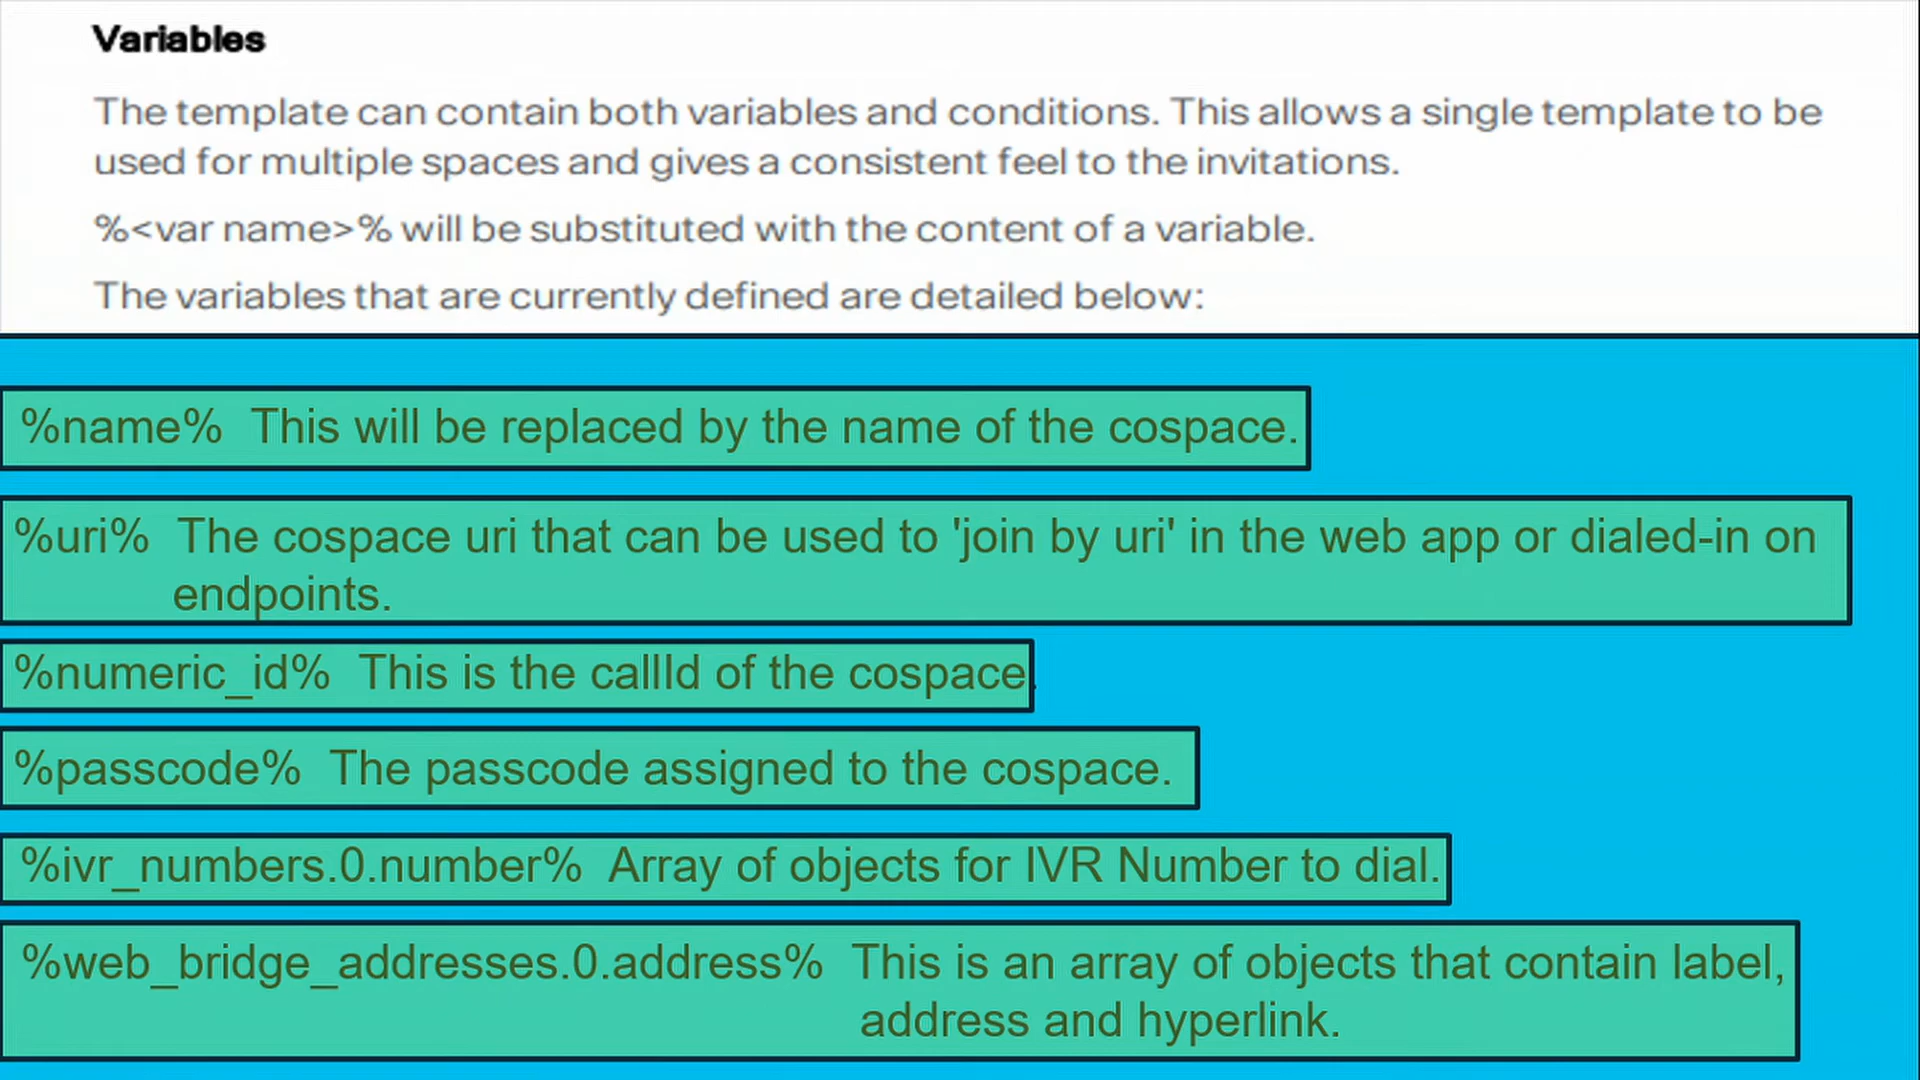 Variables
The template can contain both variables and conditions. This allows a single template to be
used for multiple spaces and gives a consistent feel to the invitations.
%<var name>% will be substituted with the content of a variable.
The variables that are currently defined are detailed below:
%name% This will be replaced by the name of the cospace.
%uri% The cospace uri that can be used to 'join by uri' in the web app or dialed-in on
endpoints.
%numeric_id% This is the callId of the cospace.
%passcode% The passcode assigned to the cospace.
%ivr_numbers.0.number% Array of objects for IVR Number to dial.
%web_bridge_addresses.0.address% This is an array of objects that contain label,
address and hyperlink.